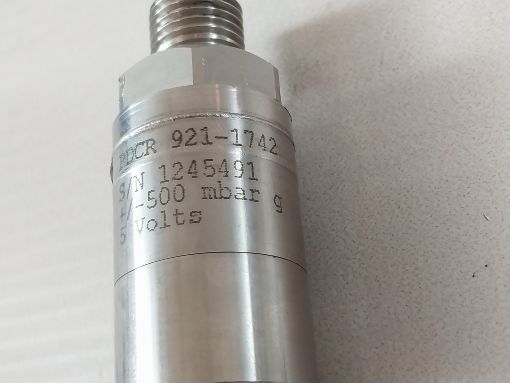 PDCR 921-1742
S/N 1245491
+/-500 mbar g
5 Volts